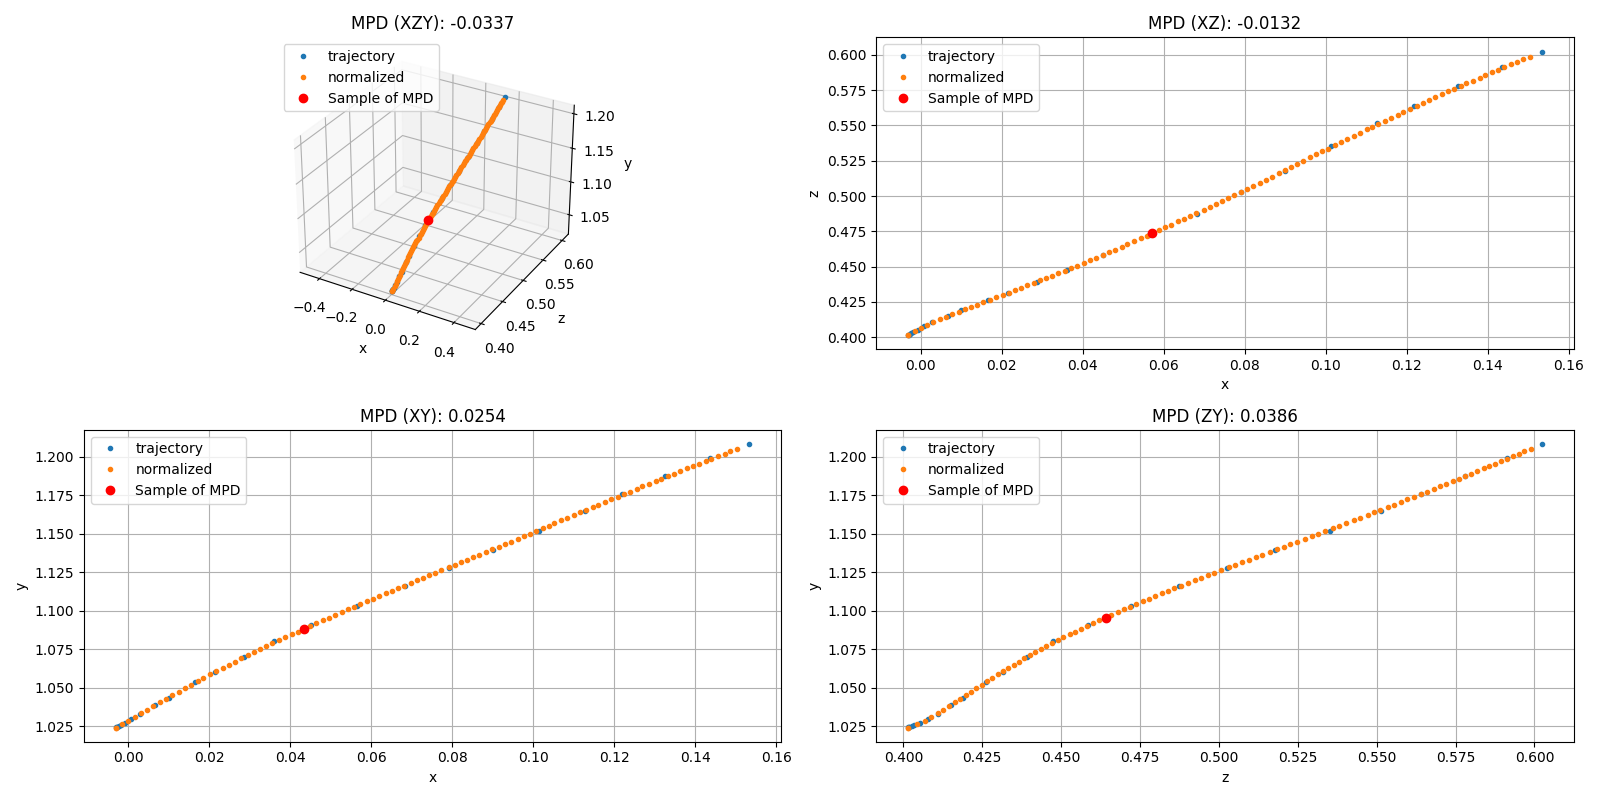 MPD (XZY): -0.0337
trajectory
normalized
Sample of MPD
1.20
1.15
1.10
1.05
y
0.60
0.55
0.50
0.45
0.40
z
−0.4
−0.2
0.0
0.2
0.4
x
MPD (XZ): -0.0132
trajectory
normalized
Sample of MPD
0.600
0.575
0.550
0.525
0.500
0.475
0.450
0.425
0.400
z
0.00 0.02 0.04 0.06 0.08 0.10 0.12 0.14 0.16
x
MPD (XY): 0.0254
trajectory
normalized
Sample of MPD
1.200
1.175
1.150
1.125
1.100
1.075
1.050
1.025
y
0.00 0.02 0.04 0.06 0.08 0.10 0.12 0.14 0.16
x
MPD (ZY): 0.0386
trajectory
normalized
Sample of MPD
1.200
1.175
1.150
1.125
1.100
1.075
1.050
1.025
y
0.400 0.425 0.450 0.475 0.500 0.525 0.550 0.575 0.600
z